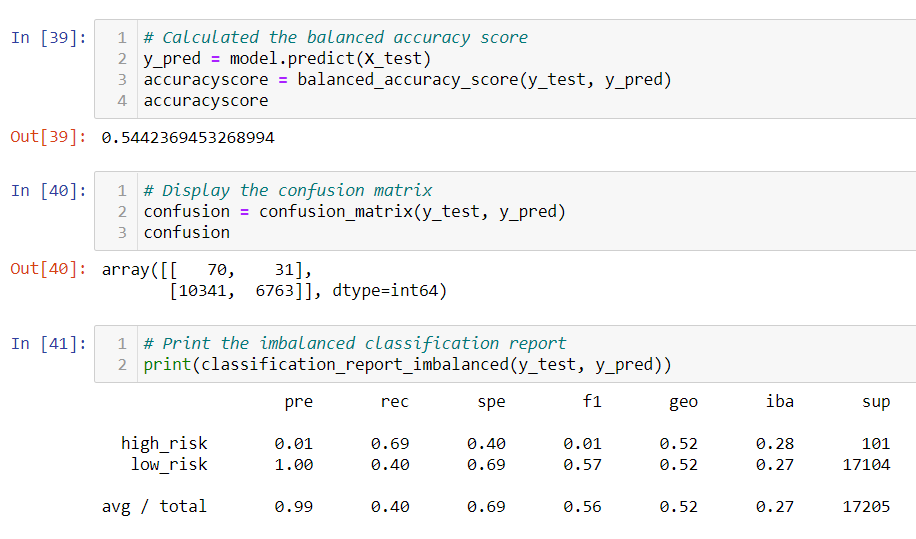 In [39]:
1 # Calculated the balanced accuracy score
2 y_pred = model.predict(X_test)
3 accuracyscore = balanced_accuracy_score(y_test, y_pred)
4 accuracyscore
Out[39]: 0.5442369453268994
In [40]:
1 # Display the confusion matrix
2 confusion = confusion_matrix(y_test, y_pred)
3 confusion
Out[40]: array([[   70,    31],
       [10341,  6763]], dtype=int64)
In [41]:
1 # Print the imbalanced classification report
2 print(classification_report_imbalanced(y_test, y_pred))
pre rec spe f1 geo iba sup
high_risk 0.01 0.69 0.40 0.01 0.52 0.28 101
low_risk 1.00 0.40 0.69 0.57 0.52 0.27 17104
avg / total 0.99 0.40 0.69 0.56 0.52 0.27 17205